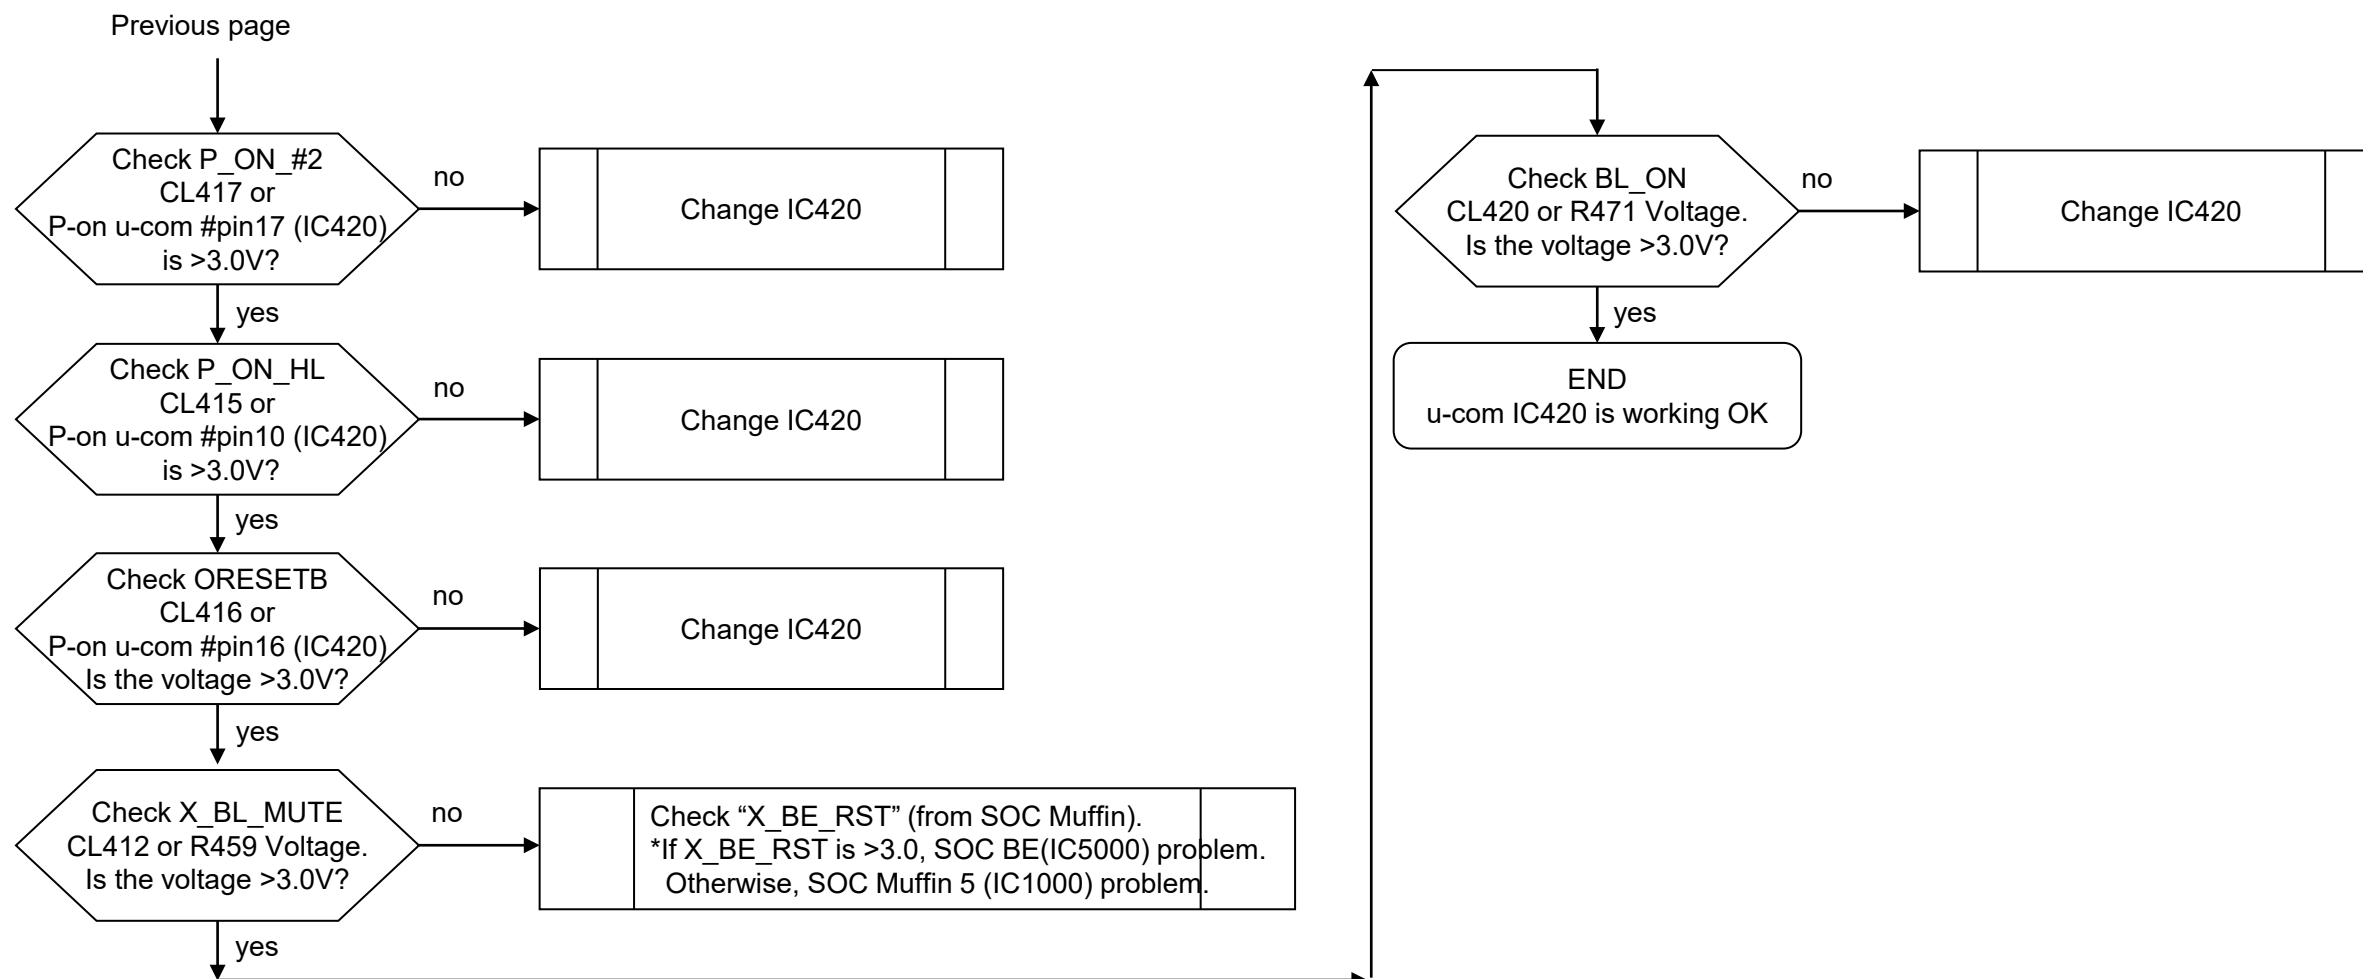 Previous page
Check P_ON_#2
CL417 or
P-on u-com #pin17 (IC420)
is >3.0V?
no
Change IC420
yes
Check P_ON_HL
CL415 or
P-on u-com #pin10 (IC420)
is >3.0V?
no
Change IC420
yes
Check ORESETB
CL416 or
P-on u-com #pin16 (IC420)
Is the voltage >3.0V?
no
Change IC420
yes
Check X_BL_MUTE
CL412 or R459 Voltage.
Is the voltage >3.0V?
no
Check “X_BE_RST” (from SOC Muffin).
*If X_BE_RST is >3.0, SOC BE(IC5000) problem.
Otherwise, SOC Muffin 5 (IC1000) problem.
yes
Check BL_ON
CL420 or R471 Voltage.
Is the voltage >3.0V?
no
Change IC420
yes
END
u-com IC420 is working OK